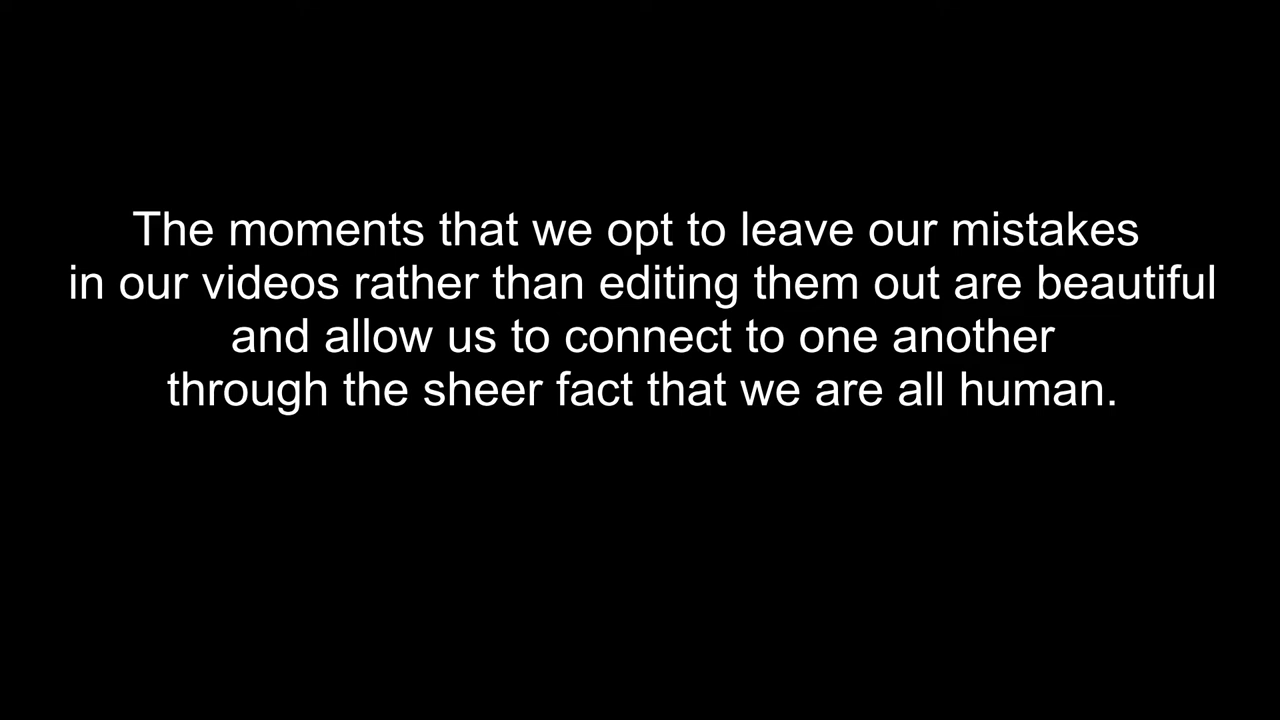 The moments that we opt to leave our mistakes
in our videos rather than editing them out are beautiful
and allow us to connect to one another
through the sheer fact that we are all human.